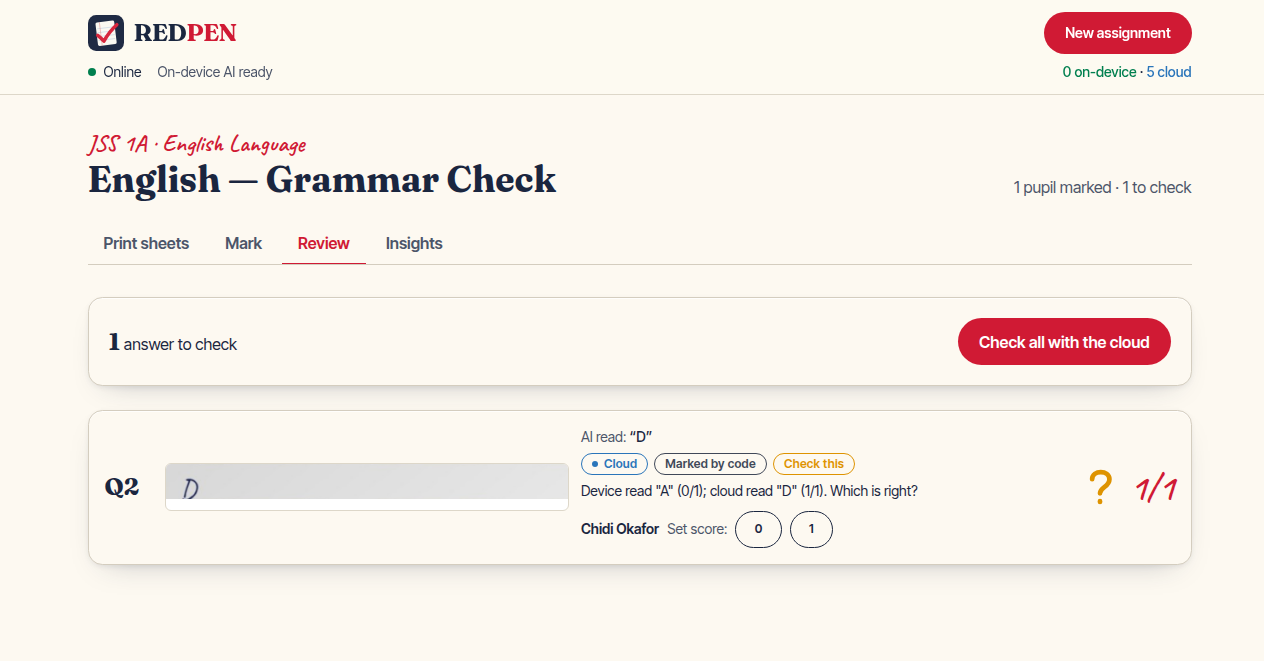 REDPEN
New assignment
Online On-device AI ready
0 on-device · 5 cloud
JSS 1A · English Language
English — Grammar Check
1 pupil marked · 1 to check
Print sheets Mark Review Insights
1 answer to check
Check all with the cloud
Q2
D
AI read: “D”
Cloud Marked by code Check this
Device read "A" (0/1); cloud read "D" (1/1). Which is right?
Chidi Okafor Set score: 0 1
? 1/1